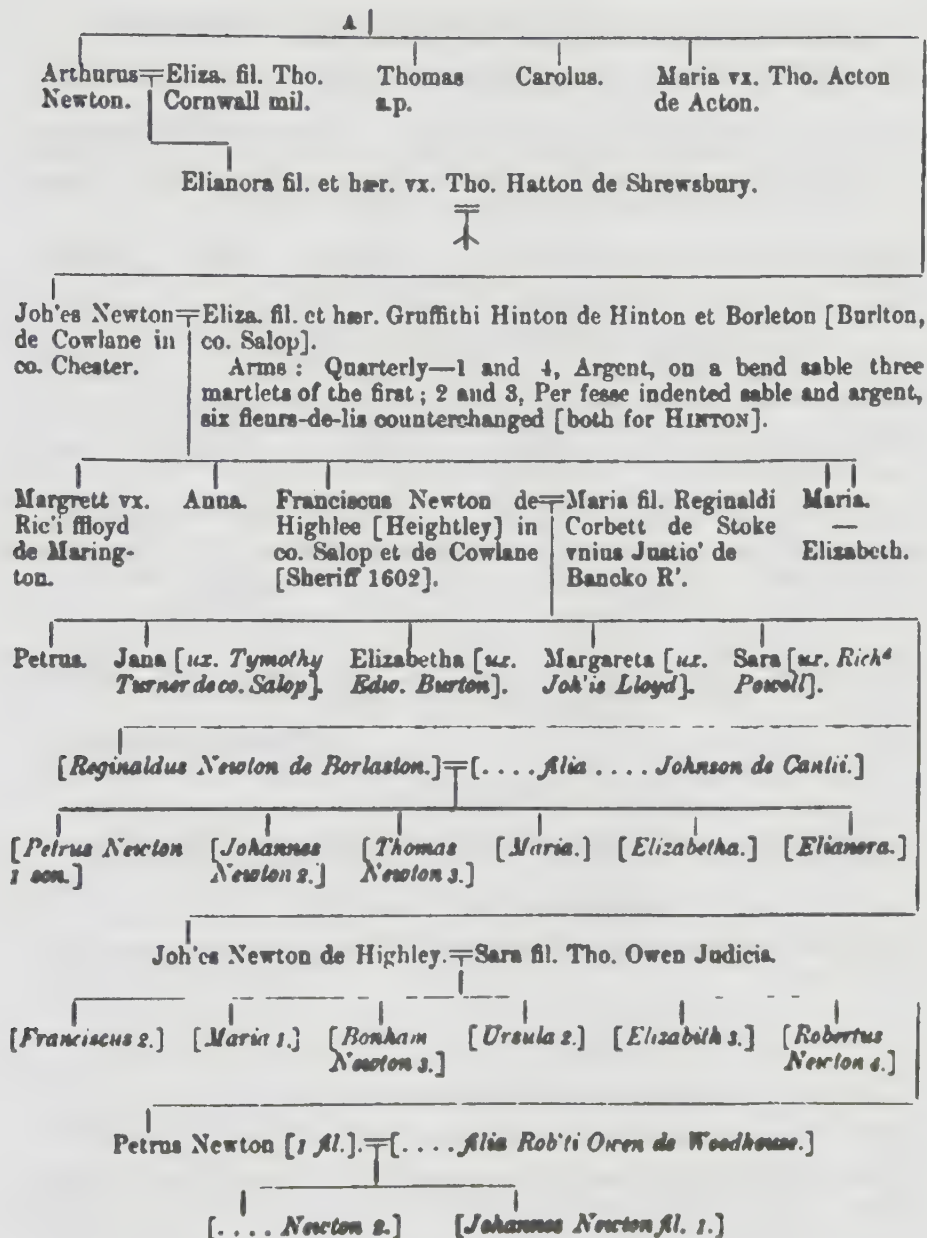 A
Arthurus Eliza. fil. Tho. Thomas Carolus. Maria vx. Tho. Acton
Newton. Cornwall mil. s.p. de Acton.
Elianora fil. et hær. vx. Tho. Hatton de Shrewsbury.
Joh'es Newton Eliza. fil. et hær. Gruffithi Hinton de Hinton et Borleton [Burlton,
de Cowlane in co. Salop].
co. Chester. Arms: Quarterly—1 and 4, Argent, on a bend sable three
martlets of the first; 2 and 3, Per fesse indented sable and argent,
six fleurs-de-lis counterchanged [both for HINTON].
Margrett vx. Anna. Franciscus Newton de Maria fil. Reginaldi Maria.
Ric'i ffloyd Highlee [Heightley] in Corbett de Stoke —
de Maring- co. Salop et de Cowlane vnius Justic' de Elizabeth.
ton. [Sheriff 1602]. Bancko R'.
Petrus. Jana [ux. Tymothy Elizabetha [ux. Margareta [ux. Sara [ux. Richd
Turner de co. Salop]. Edw. Burton]. Joh'is Lloyd]. Powell].
[Reginaldus Newton de Borlaston.] [.... filia .... Johnson de Cantii.]
[Petrus Newton [Johannes [Thomas [Maria.] [Elizabetha.] [Elianora.]
1 son.] Newton 2.] Newton 3.]
Joh'es Newton de Highley. Sara fil. Tho. Owen Judicis.
[Franciscus 2.] [Maria 1.] [Bonham [Ursula 2.] [Elizabith 3.] [Robertus
Newton 3.] Newton 4.]
Petrus Newton [1 fil.]. [.... filia Rob'ti Owen de Woodhouse.]
[.... Newton 2.] [Johannes Newton fil. 1.]